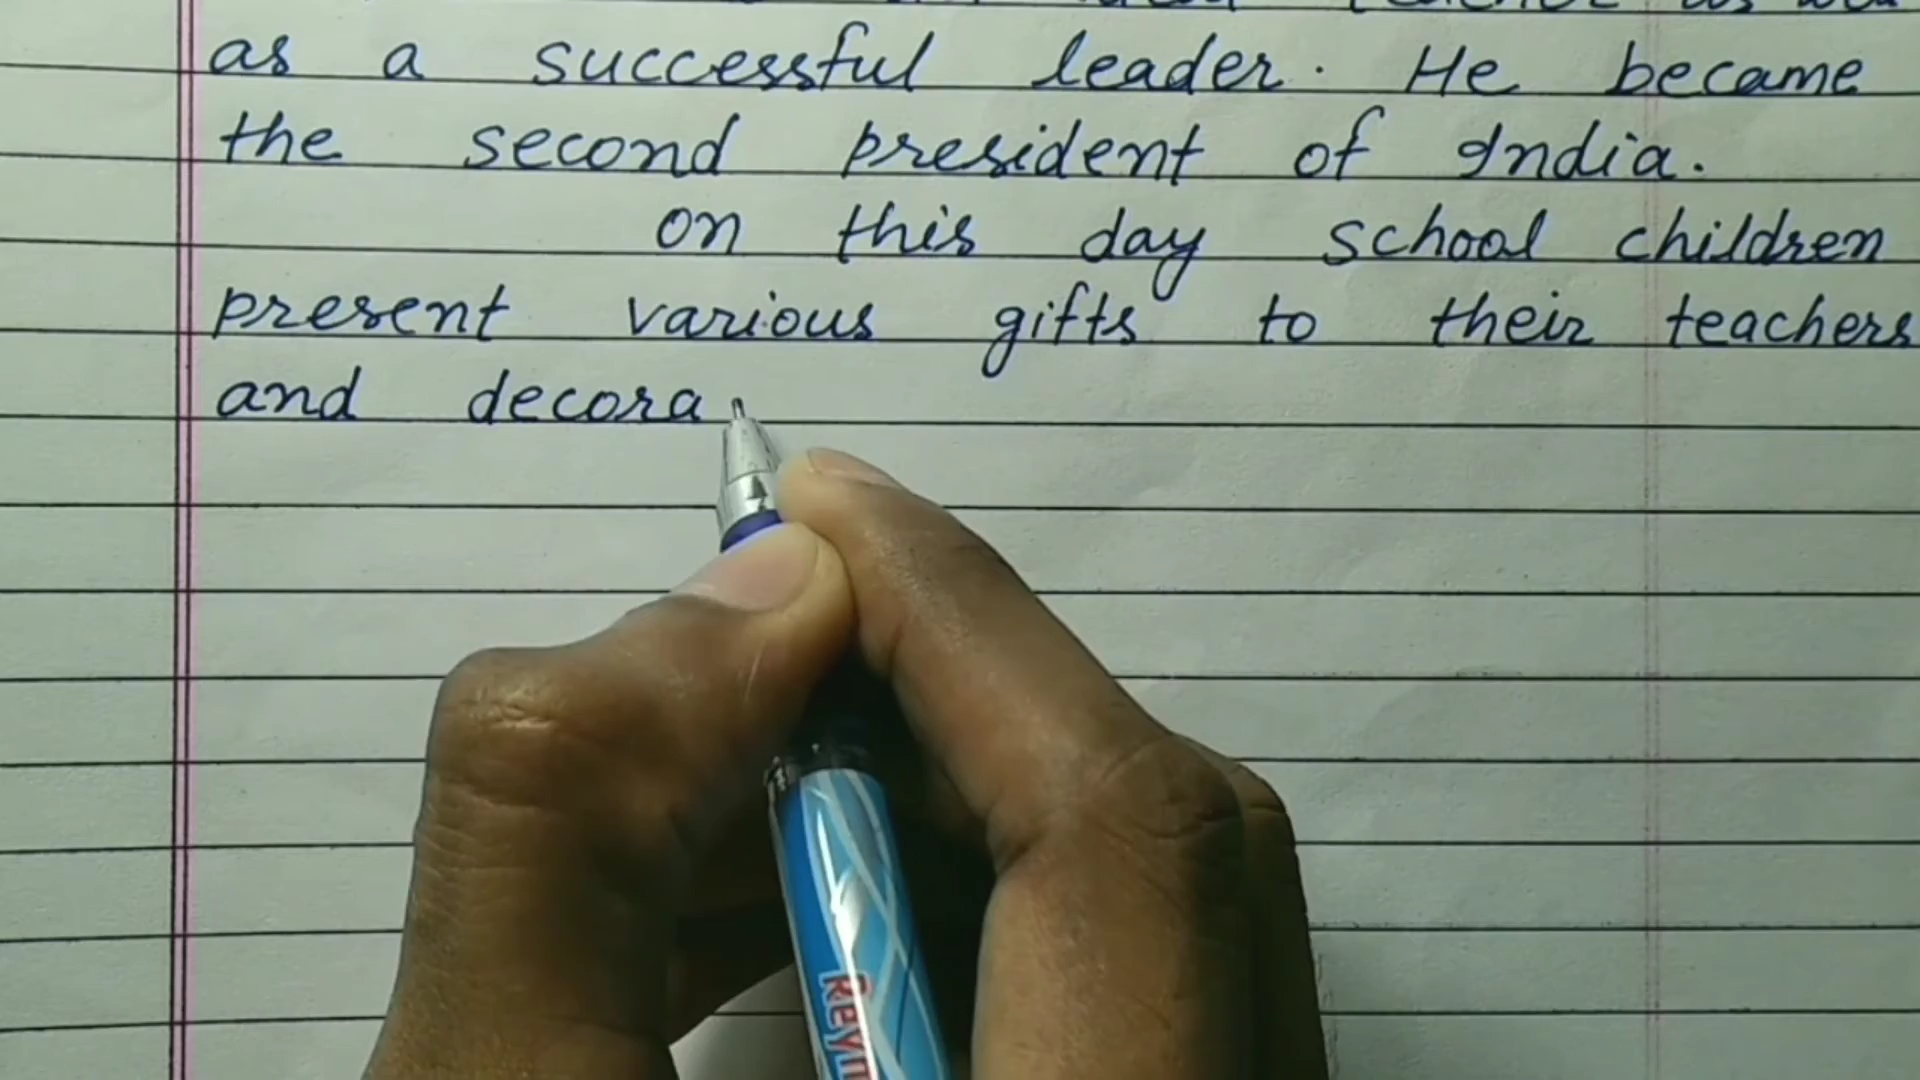 as a successful leader. He became
the second president of India.
on this day school children
present various gifts to their teachers
and decora
Reyn